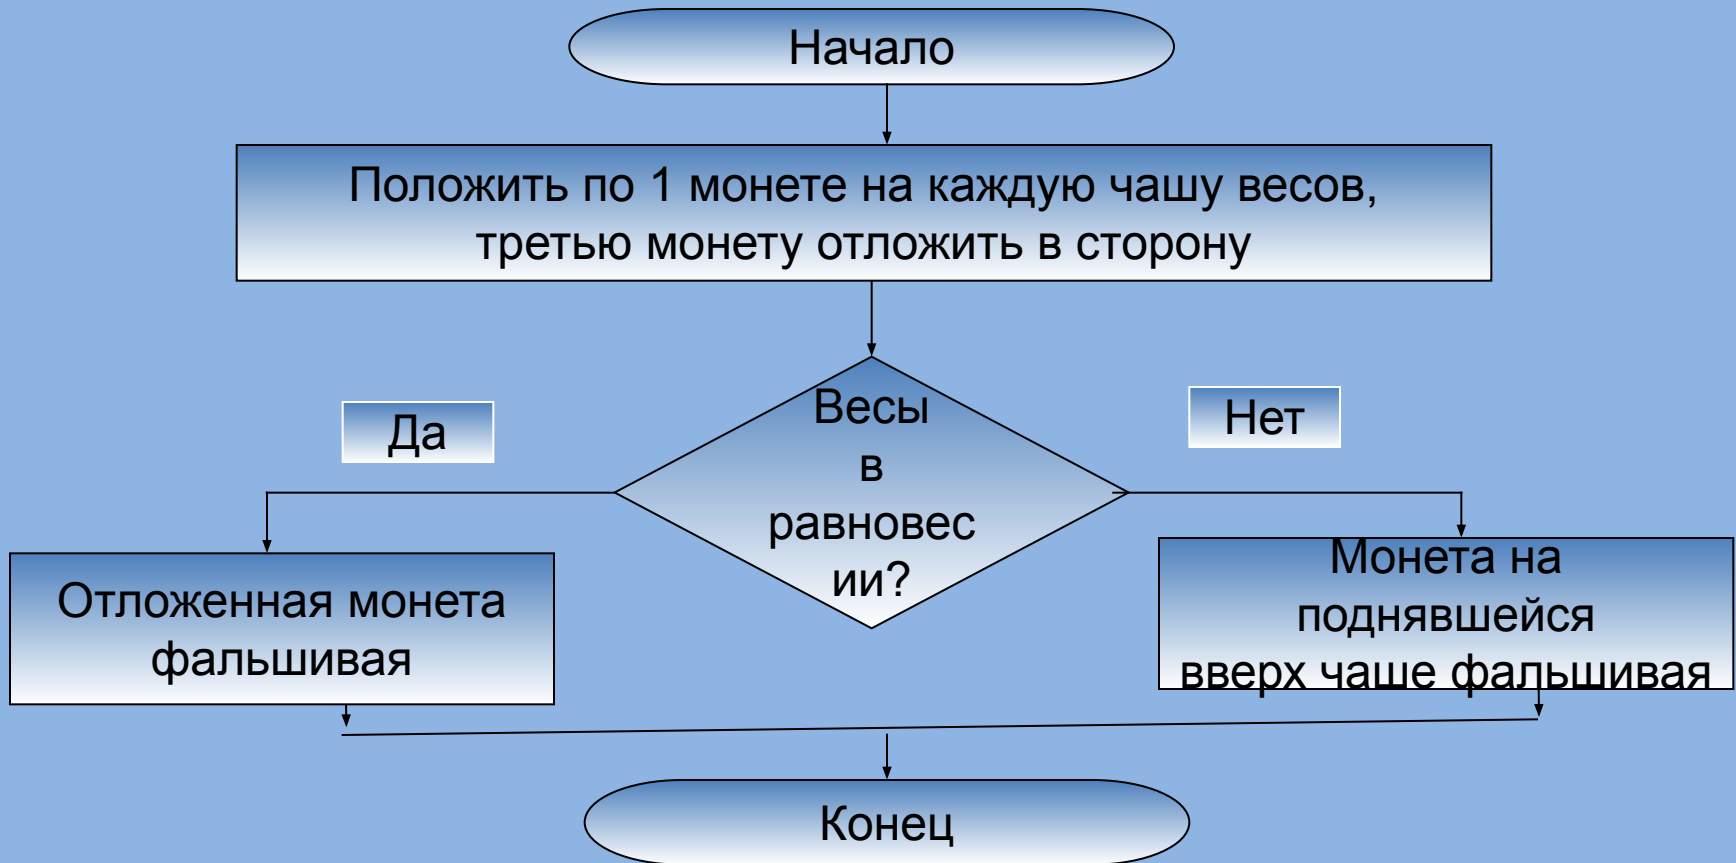 Начало
Положить по 1 монете на каждую чашу весов,
третью монету отложить в сторону
Да
Весы
в
равновес
ии?
Нет
Отложенная монета
фальшивая
Монета на
поднявшейся
вверх чаше фальшивая
Конец